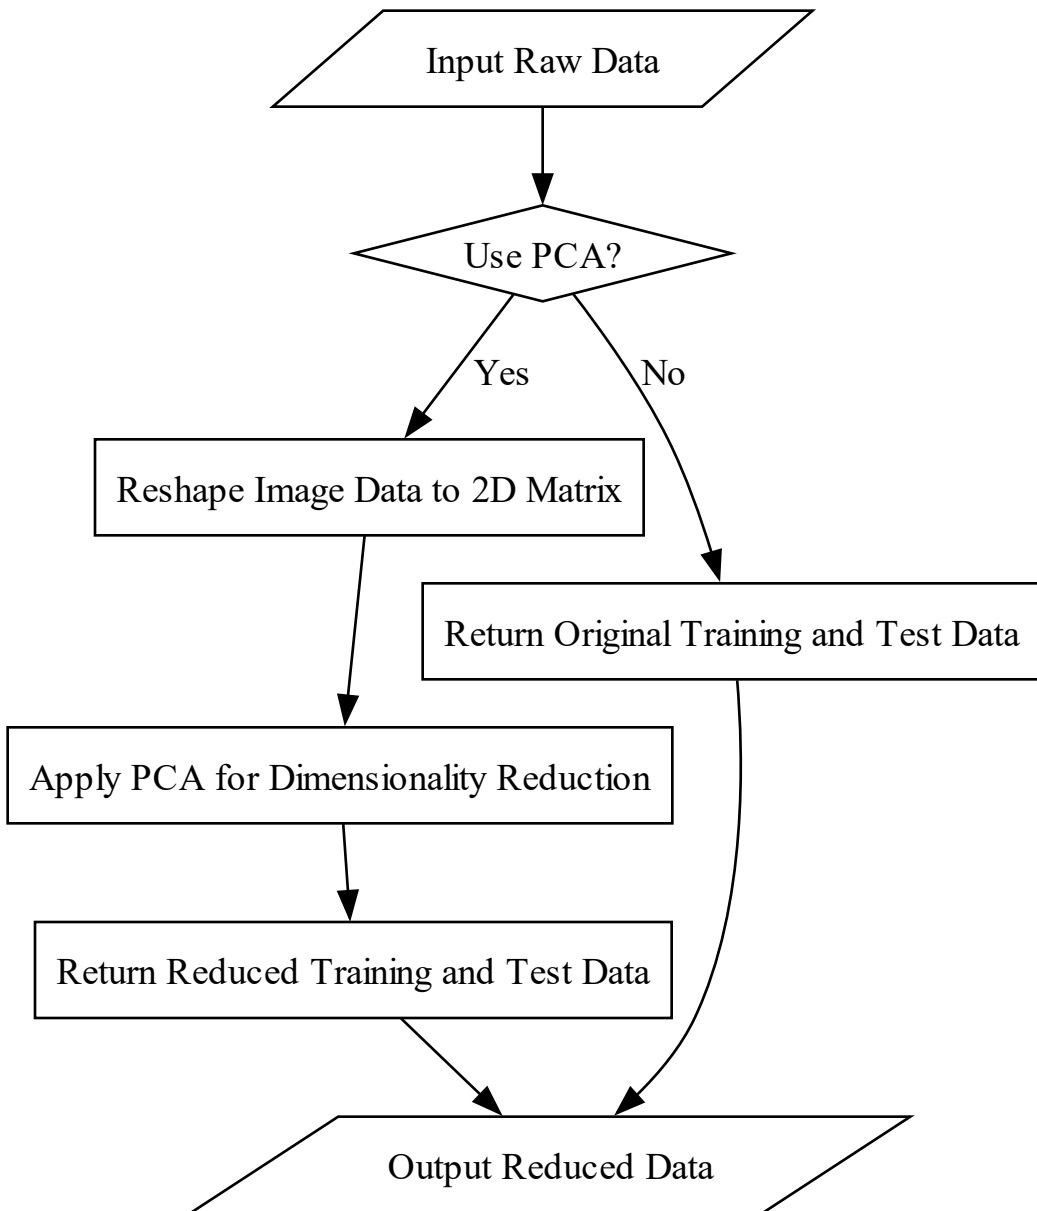 Input Raw Data
Use PCA?
Yes
No
Reshape Image Data to 2D Matrix
Return Original Training and Test Data
Apply PCA for Dimensionality Reduction
Return Reduced Training and Test Data
Output Reduced Data